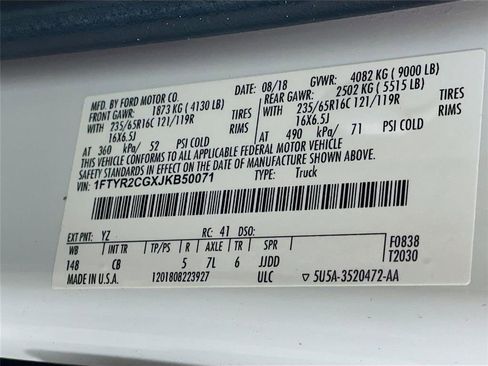 MFD. BY FORD MOTOR CO. 08/18 GVWR: 4082 KG ( 9000 LB)
FRONT GAWR: 1873 KG ( 4130 LB) REAR GAWR: 2502 KG ( 5515 LB)
WITH 235/65R16C 121/119R TIRES WITH 235/65R16C 121/119R TIRES
16X6.5J RIMS 16X6.5J RIMS
AT 360 kPa/ 52 PSI COLD AT 490 kPa/ 71 PSI COLD
THIS VEHICLE CONFORMS TO ALL APPLICABLE FEDERAL MOTOR VEHICLE
SAFETY STANDARDS IN EFFECT ON THE DATE OF MANUFACTURE SHOWN ABOVE.
VIN: 1FTYR2CGXJKB50071 TYPE: Truck
EXT PNT: YZ RC: 41 DSO: F0838
WB INT TR TP/PS R AXLE TR SPR T2030
148 CB 5 7L 6 JJDD
MADE IN U.S.A. 1201808223927 ULC ▽ 5U5A-3520472-AA